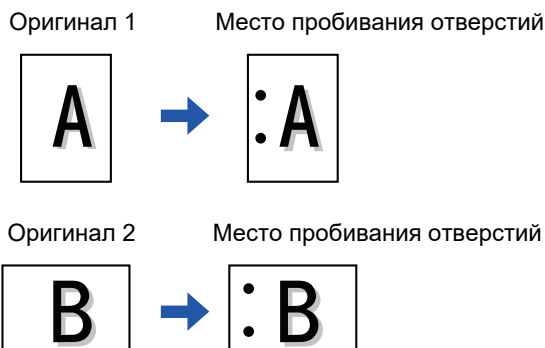 Оригинал 1 Место пробивания отверстий
A :A
Оригинал 2 Место пробивания отверстий
B :B